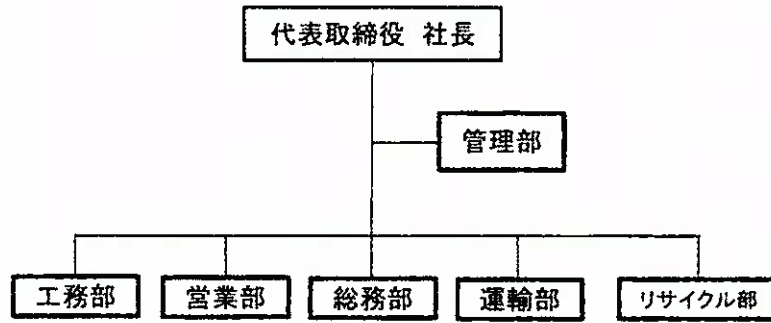 代表取締役 社長
管理部
工務部
営業部
総務部
運輸部
リサイクル部